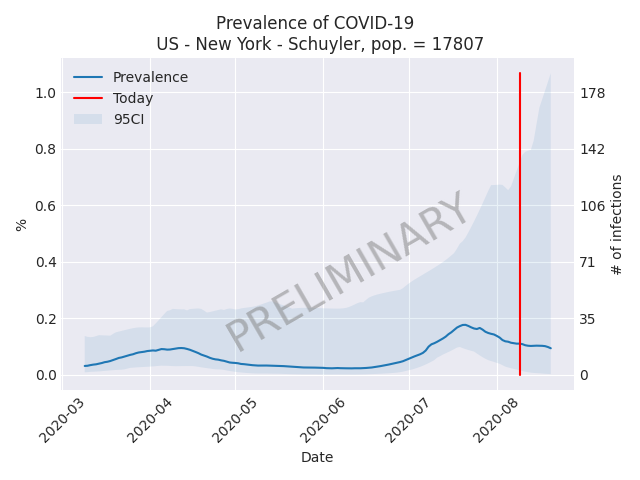 Prevalence of COVID-19
US - New York - Schuyler, pop. = 17807
Prevalence
Today
95CI
1.0
0.8
0.6
0.4
0.2
0.0
%
178
142
106
71
35
0
# of infections
PRELIMINARY
2020-03
2020-04
2020-05
2020-06
2020-07
2020-08
Date